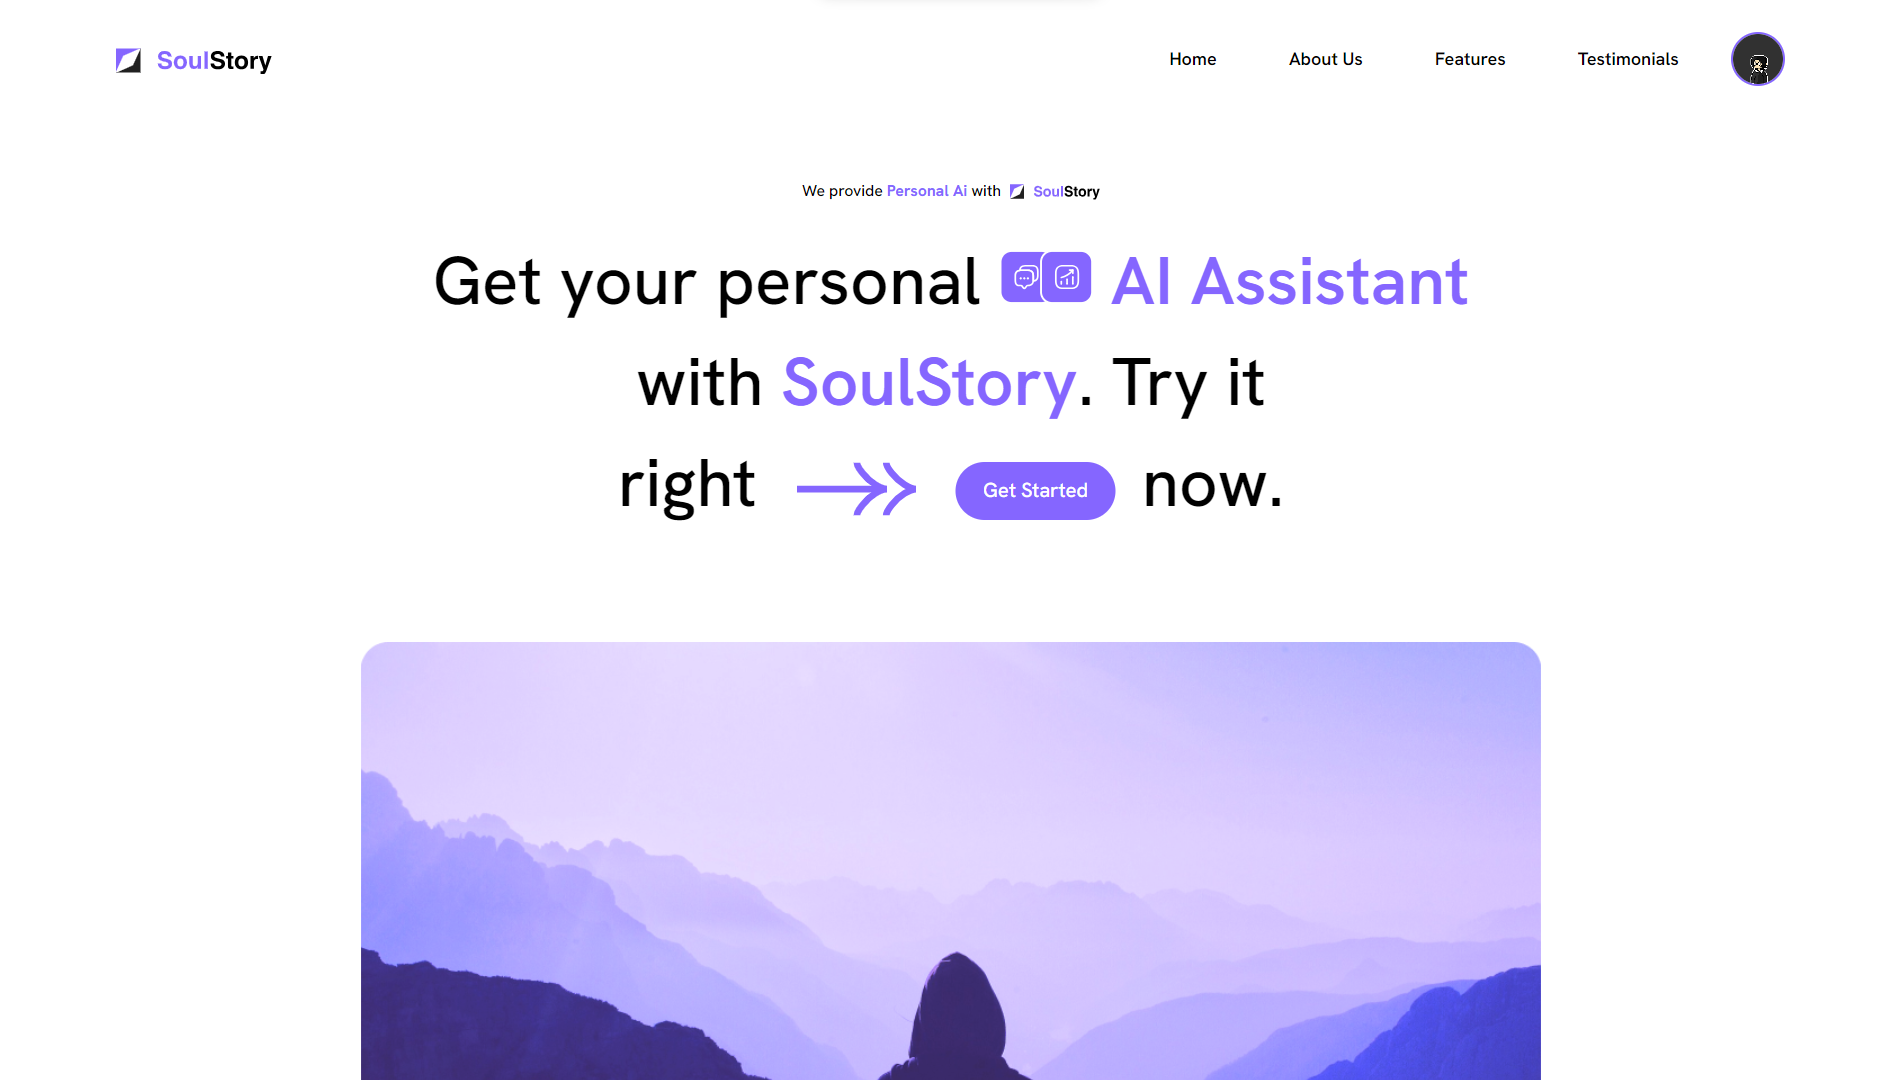 SoulStory
Home
About Us
Features
Testimonials
We provide Personal Ai with SoulStory
Get your personal AI Assistant
with SoulStory. Try it
right Get Started now.